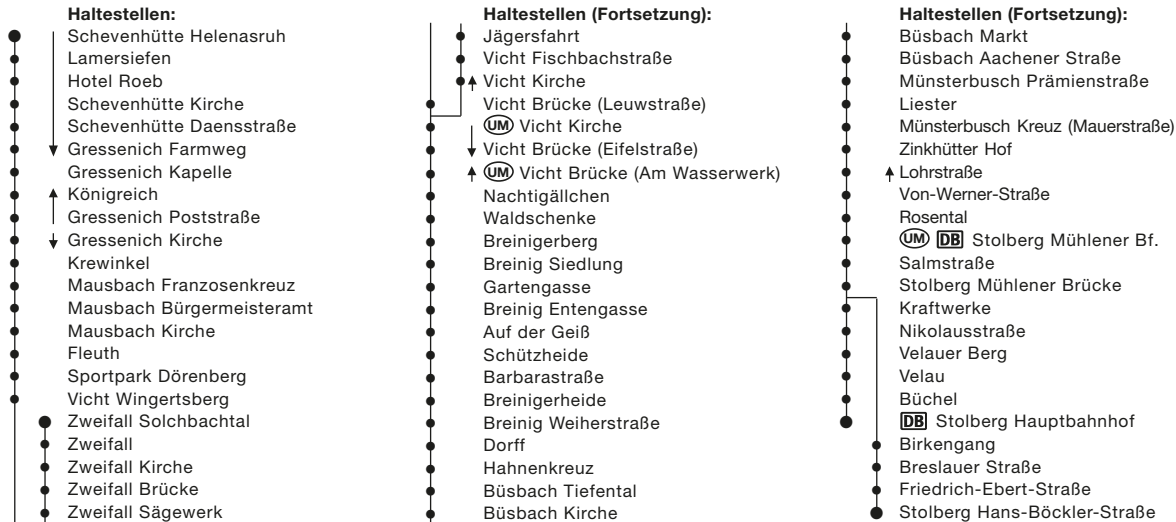 Haltestellen:
Schevenhütte Helenasruh
Lamersiefen
Hotel Roeb
Schevenhütte Kirche
Schevenhütte Daensstraße
Gressenich Farmweg
Gressenich Kapelle
Königreich
Gressenich Poststraße
Gressenich Kirche
Krewinkel
Mausbach Franzosenkreuz
Mausbach Bürgermeisteramt
Mausbach Kirche
Fleuth
Sportpark Dörenberg
Vicht Wingertsberg
Zweifall Solchbachtal
Zweifall
Zweifall Kirche
Zweifall Brücke
Zweifall Sägewerk
Haltestellen (Fortsetzung):
Jägersfahrt
Vicht Fischbachstraße
Vicht Kirche
Vicht Brücke (Leuwstraße)
UM Vicht Kirche
Vicht Brücke (Eifelstraße)
UM Vicht Brücke (Am Wasserwerk)
Nachtigällchen
Waldschenke
Breinigerberg
Breinig Siedlung
Gartengasse
Breinig Entengasse
Auf der Geiß
Schützheide
Barbarastraße
Breinigerheide
Breinig Weiherstraße
Dorff
Hahnenkreuz
Büsbach Tiefental
Büsbach Kirche
Haltestellen (Fortsetzung):
Büsbach Markt
Büsbach Aachener Straße
Münsterbusch Prämienstraße
Liester
Münsterbusch Kreuz (Mauerstraße)
Zinkhütter Hof
Lohrstraße
Von-Werner-Straße
Rosental
UM DB Stolberg Mühlener Bf.
Salmstraße
Stolberg Mühlener Brücke
Kraftwerke
Nikolausstraße
Velauer Berg
Velau
Büchel
DB Stolberg Hauptbahnhof
Birkengang
Breslauer Straße
Friedrich-Ebert-Straße
Stolberg Hans-Böckler-Straße